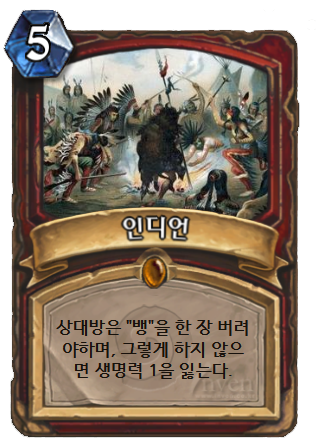 5
인디언
상대방은 "뱅"을 한 장 버려
야하며, 그렇게 하지 않으
면 생명력 1을 잃는다.